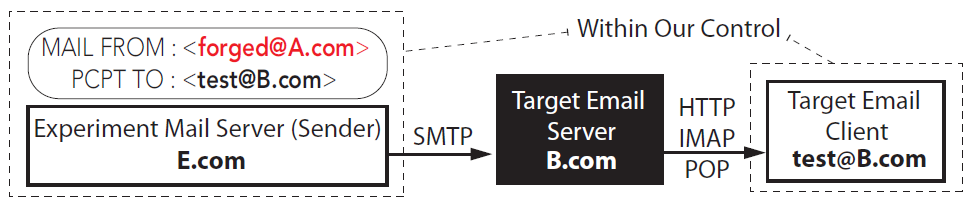 MAIL FROM : <forged@A.com>
PCPT TO : <test@B.com>
Experiment Mail Server (Sender)
E.com
Within Our Control
SMTP
Target Email
Server
B.com
HTTP
IMAP
POP
Target Email
Client
test@B.com